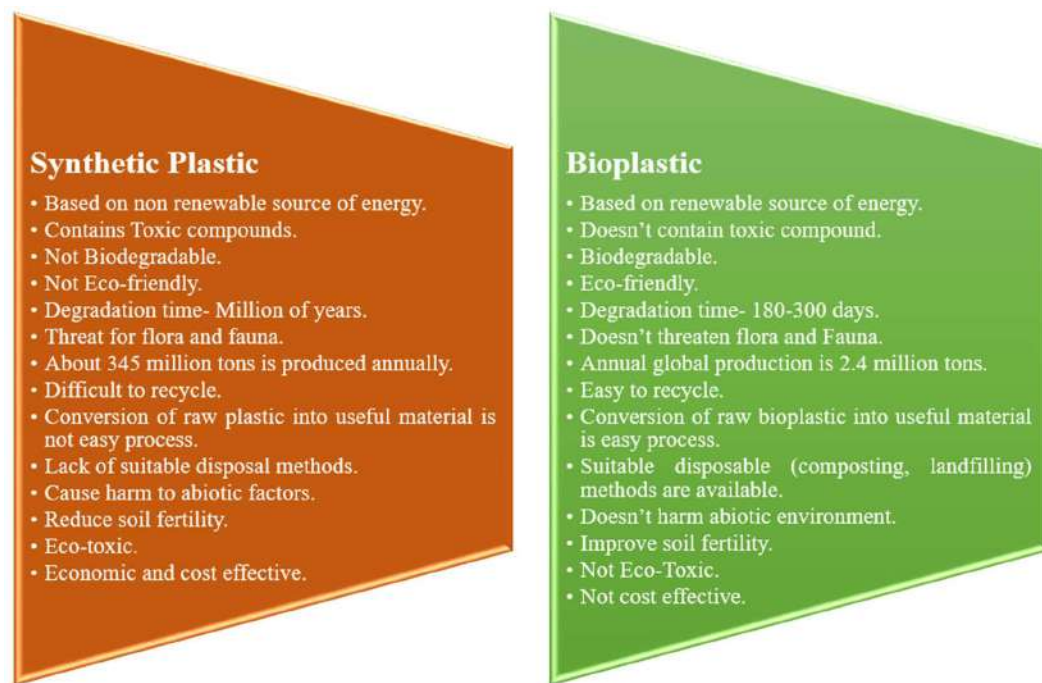 Synthetic Plastic
• Based on non renewable source of energy.
• Contains Toxic compounds.
• Not Biodegradable.
• Not Eco-friendly.
• Degradation time- Million of years.
• Threat for flora and fauna.
• About 345 million tons is produced annually.
• Difficult to recycle.
• Conversion of raw plastic into useful material is
not easy process.
• Lack of suitable disposal methods.
• Cause harm to abiotic factors.
• Reduce soil fertility.
• Eco-toxic.
• Economic and cost effective.
Bioplastic
• Based on renewable source of energy.
• Doesn’t contain toxic compound.
• Biodegradable.
• Eco-friendly.
• Degradation time- 180-300 days.
• Doesn’t threaten flora and Fauna.
• Annual global production is 2.4 million tons.
• Easy to recycle.
• Conversion of raw bioplastic into useful material
is easy process.
• Suitable disposable (composting, landfilling)
methods are available.
• Doesn’t harm abiotic environment.
• Improve soil fertility.
• Not Eco-Toxic.
• Not cost effective.